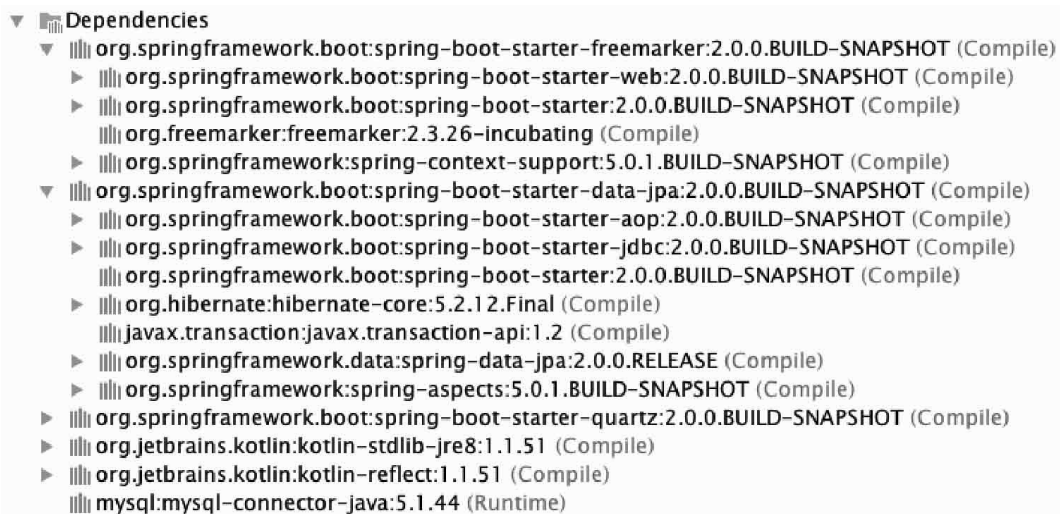 Dependencies
org.springframework.boot:spring-boot-starter-freemarker:2.0.0.BUILD-SNAPSHOT (Compile)
org.springframework.boot:spring-boot-starter-web:2.0.0.BUILD-SNAPSHOT (Compile)
org.springframework.boot:spring-boot-starter:2.0.0.BUILD-SNAPSHOT (Compile)
org.freemarker:freemarker:2.3.26-incubating (Compile)
org.springframework:spring-context-support:5.0.1.BUILD-SNAPSHOT (Compile)
org.springframework.boot:spring-boot-starter-data-jpa:2.0.0.BUILD-SNAPSHOT (Compile)
org.springframework.boot:spring-boot-starter-aop:2.0.0.BUILD-SNAPSHOT (Compile)
org.springframework.boot:spring-boot-starter-jdbc:2.0.0.BUILD-SNAPSHOT (Compile)
org.springframework.boot:spring-boot-starter:2.0.0.BUILD-SNAPSHOT (Compile)
org.hibernate:hibernate-core:5.2.12.Final (Compile)
javax.transaction:javax.transaction-api:1.2 (Compile)
org.springframework.data:spring-data-jpa:2.0.0.RELEASE (Compile)
org.springframework:spring-aspects:5.0.1.BUILD-SNAPSHOT (Compile)
org.springframework.boot:spring-boot-starter-quartz:2.0.0.BUILD-SNAPSHOT (Compile)
org.jetbrains.kotlin:kotlin-stdlib-jre8:1.1.51 (Compile)
org.jetbrains.kotlin:kotlin-reflect:1.1.51 (Compile)
mysql:mysql-connector-java:5.1.44 (Runtime)